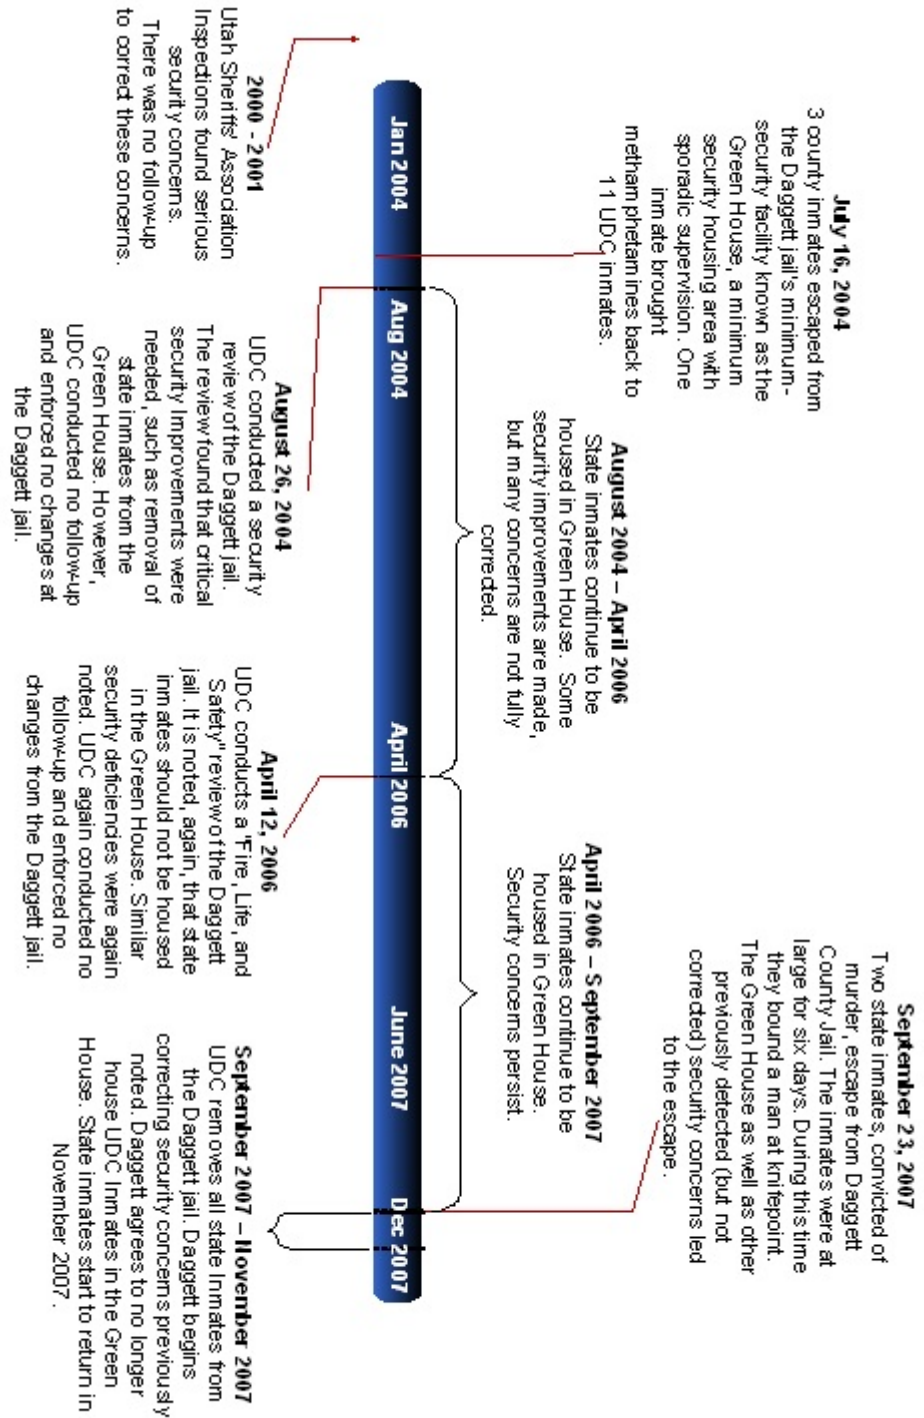 July 16, 2004
3 county inmates escaped from
the Daggett jail's minimum-
security facility known as the
Green House, a minimum
security housing area with
sporadic supervision. One
inmate brought
methamphetamines back to
11 UDC inmates.
August 2004 – April 2006
State inmates continue to be
housed in Green House. Some
security improvements are made,
but many concerns are not fully
corrected.
April 2006 – September 2007
State inmates continue to be
housed in Green House.
Security concerns persist.
September 23, 2007
Two state inmates, convicted of
murder, escape from Daggett
County Jail. The inmates were at
large for six days. During this time
they bound a man at knifepoint.
The Green House as well as other
previously detected (but not
corrected) security concerns led
to the escape.
Jan 2004
Aug 2004
April 2006
June 2007
Dec 2007
2000 - 2001
Utah Sheriffs' Association
Inspections found serious
security concerns.
There was no follow-up
to correct these concerns.
August 26, 2004
UDC conducted a security
review of the Daggett jail.
The review found that critical
security Improvements were
needed, such as removal of
state inmates from the
Green House. However,
UDC conducted no follow-up
and enforced no changes at
the Daggett jail.
April 12, 2006
UDC conducts a "Fire, Life, and
Safety" review of the Daggett
jail. It is noted, again, that state
inmates should not be housed
in the Green House. Similar
security deficiencies were again
noted. UDC again conducted no
follow-up and enforced no
changes from the Daggett jail.
September 2007 – November 2007
UDC removes all state Inmates from
the Daggett jail. Daggett begins
correcting security concerns previously
noted. Daggett agrees to no longer
house UDC Inmates in the Green
House. State inmates start to return in
November 2007.